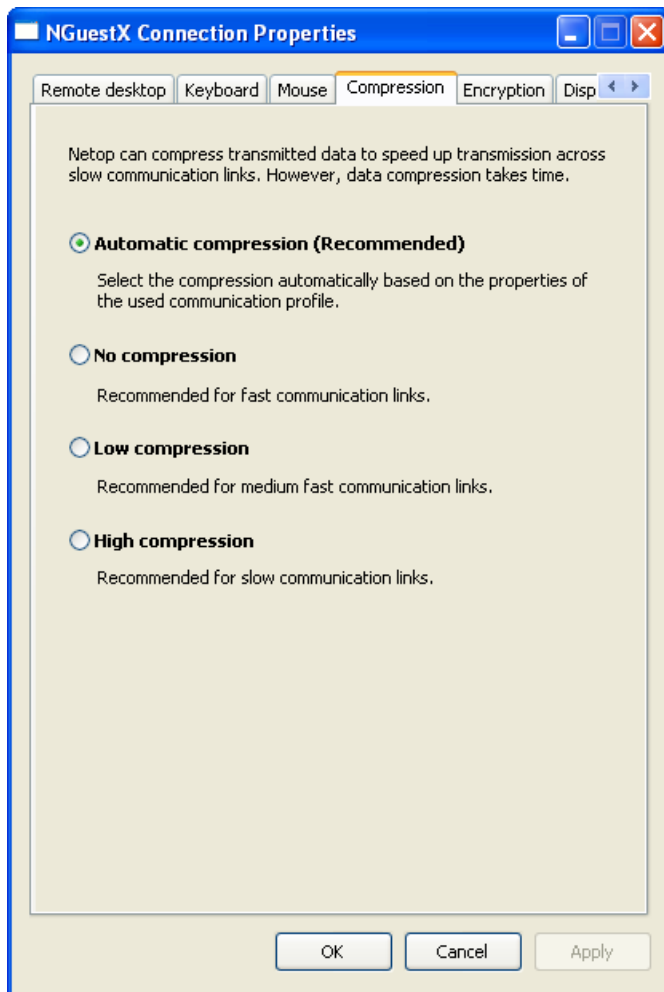 NGuestX Connection Properties
Remote desktop Keyboard Mouse Compression Encryption Disp
Netop can compress transmitted data to speed up transmission across
slow communication links. However, data compression takes time.
Automatic compression (Recommended)
Select the compression automatically based on the properties of
the used communication profile.
No compression
Recommended for fast communication links.
Low compression
Recommended for medium fast communication links.
High compression
Recommended for slow communication links.
OK Cancel Apply